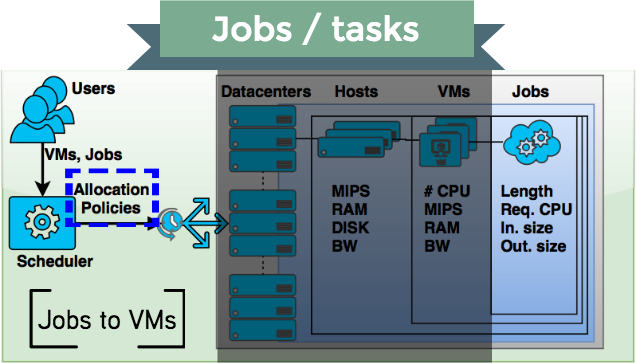 Jobs / tasks
Users
Datacenters
Hosts
VMs
Jobs
VMs, Jobs
Allocation
Policies
Scheduler
MIPS
RAM
DISK
BW
# CPU
MIPS
RAM
BW
Length
Req. CPU
In. size
Out. size
Jobs to VMs